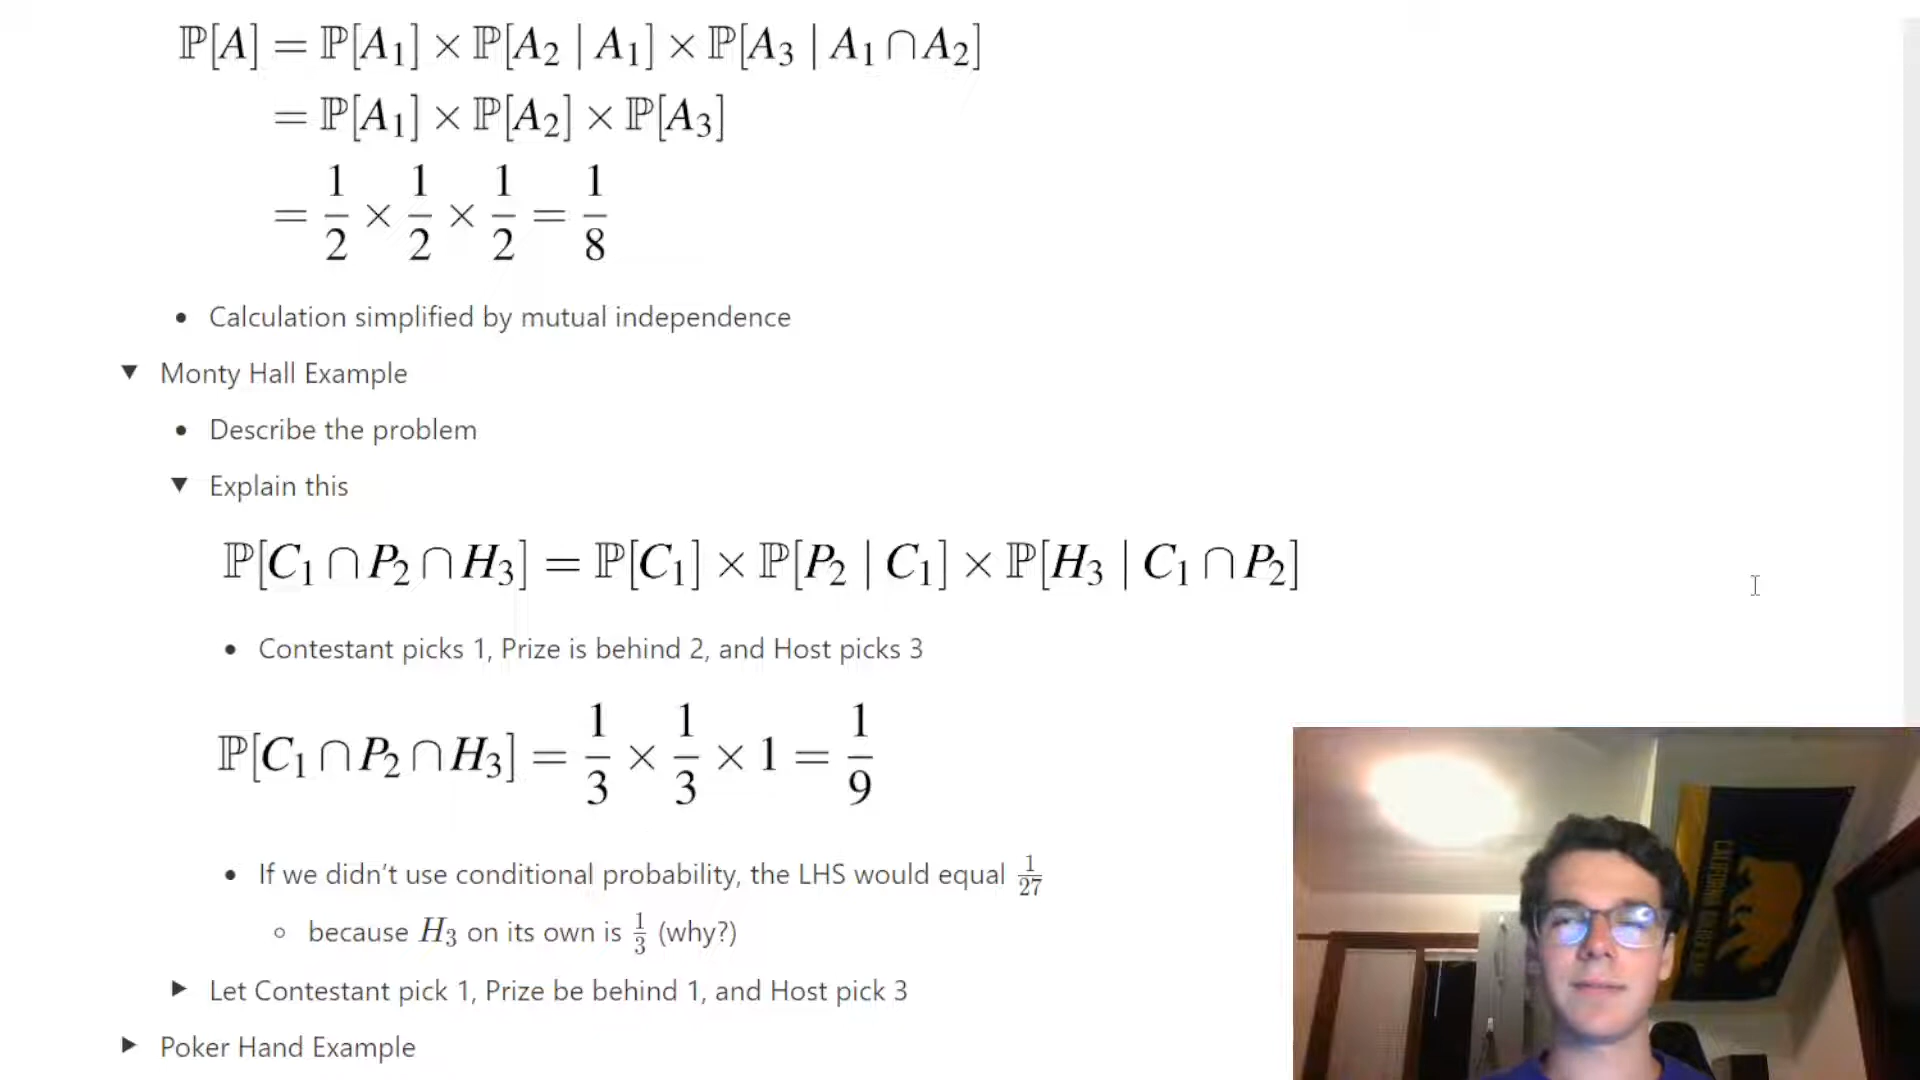 ℙ[A] = ℙ[A₁] × ℙ[A₂ | A₁] × ℙ[A₃ | A₁ ∩ A₂]
= ℙ[A₁] × ℙ[A₂] × ℙ[A₃]
= 1/2 × 1/2 × 1/2 = 1/8
• Calculation simplified by mutual independence
▼ Monty Hall Example
• Describe the problem
▼ Explain this
ℙ[C₁ ∩ P₂ ∩ H₃] = ℙ[C₁] × ℙ[P₂ | C₁] × ℙ[H₃ | C₁ ∩ P₂]
• Contestant picks 1, Prize is behind 2, and Host picks 3
ℙ[C₁ ∩ P₂ ∩ H₃] = 1/3 × 1/3 × 1 = 1/9
• If we didn't use conditional probability, the LHS would equal 1/27
◦ because H₃ on its own is 1/3 (why?)
▶ Let Contestant pick 1, Prize be behind 1, and Host pick 3
▶ Poker Hand Example
CALIFORNIA